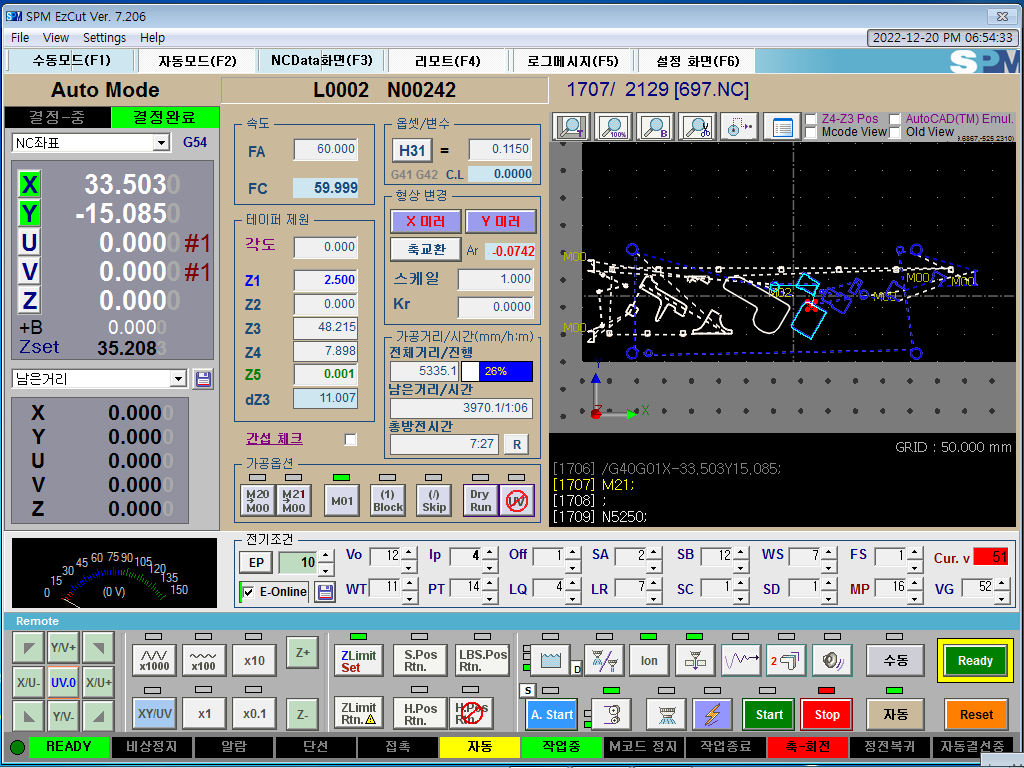 SPM EzCut Ver. 7.206
File View Settings Help
2022-12-20 PM 06:54:33
수동모드(F1) 자동모드(F2) NCData화면(F3) 리모트(F4) 로그메시지(F5) 설정 화면(F6) SPM
Auto Mode L0002 N00242 1707/ 2129 [697.NC]
결정-중 결정완료
NC좌표 G54
X 33.5030
Y -15.0850
U 0.0000 #1
V 0.0000 #1
Z 0.0000
+B 0.0000
Zset 35.2083
남은거리
X 0.0000
Y 0.0000
U 0.0000
V 0.0000
Z 0.0000
속도
FA 60.000
FC 59.999
테이퍼 제원
각도 0.000
Z1 2.500
Z2 0.000
Z3 48.215
Z4 7.898
Z5 0.001
dZ3 11.007
간섭 체크
옵셋/변수
H31 = 0.1150
G41 G42 C.L 0.0000
형상 변경
X 미러 Y 미러
축교환 Ar -0.0742
스케일 1.000
Kr 0.0000
가공거리/시간(mm/h:m)
전체거리/진행
5335.1 26%
남은거리/시간
3970.1/1:06
총방전시간
7:27 R
가공옵션
M20 M00 M21 M00 M01 (1) Block (/) Skip Dry Run UV
T 100% B
Z4-Z3 Pos AutoCAD(TM) Emul.
Mcode View Old View
M00
M00
M02
M05
M00
M00
Z X
GRID : 50.000 mm
[1706] /G40G01X-33,503Y15,085;
[1707] M21;
[1708] ;
[1709] N5250;
0 15 30 45 60 75 90 105 120 135 150
(0 V)
전기조건
EP 10
E-Online
Vo 12 Ip 4 Off 1 SA 2 SB 12 WS 7 FS 1 Cur. v 51
WT 11 PT 14 LQ 4 LR 7 SC 1 SD 1 MP 16 VG 52
Remote
Y/V+
X/U- UV.0 X/U+
Y/V-
x1000 x100 x10 Z+
XY/UV x1 x0.1 Z-
ZLimit Set S.Pos Rtn. LBS.Pos Rtn.
ZLimit Rtn. H.Pos Rtn. H.Pos Rtn.
D Ion 2 수동 Ready
S A. Start Start Stop 자동 Reset
READY 비상정지 알람 단선 접촉 자동 작업중 M코드 정지 작업종료 축-회전 정전복귀 자동결선중